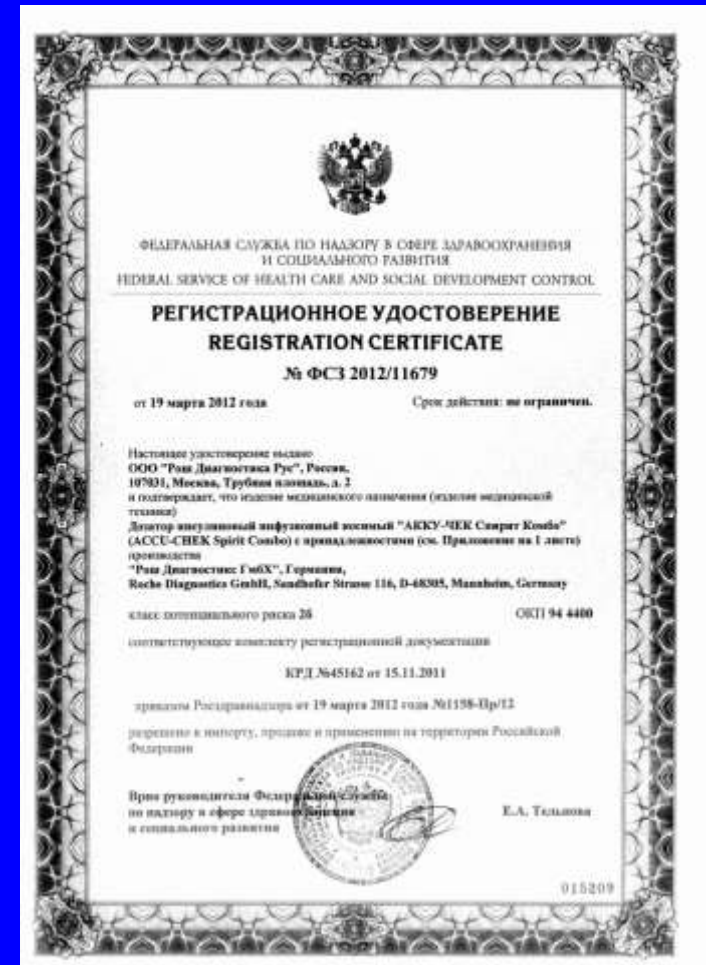 ФЕДЕРАЛЬНАЯ СЛУЖБА ПО НАДЗОРУ В СФЕРЕ ЗДРАВООХРАНЕНИЯ
И СОЦИАЛЬНОГО РАЗВИТИЯ
FEDERAL SERVICE OF HEALTH CARE AND SOCIAL DEVELOPMENT CONTROL
РЕГИСТРАЦИОННОЕ УДОСТОВЕРЕНИЕ
REGISTRATION CERTIFICATE
№ ФСЗ 2012/11679
от 19 марта 2012 года Срок действия: не ограничен.
Настоящее удостоверение выдано
ООО "Рош Диагностика Рус", Россия,
107031, Москва, Трубная площадь, д. 2
и подтверждает, что изделие медицинского назначения (изделие медицинской
техники)
Дозатор инсулиновый инфузионный носимый "АККУ-ЧЕК Спирит Комбо"
(ACCU-CHEK Spirit Combo) с принадлежностями (см. Приложение на 1 листе)
производства
"Рош Диагностикс ГмбХ", Германия,
Roche Diagnostics GmbH, Sandhofer Strasse 116, D-68305, Mannheim, Germany
класс потенциального риска 2б ОКП 94 4400
соответствующее комплекту регистрационной документации
КРД №45162 от 15.11.2011
приказом Росздравнадзора от 19 марта 2012 года №1158-Пр/12
разрешено к импорту, продаже и применению на территории Российской
Федерации
Врио руководителя Федеральной службы
по надзору в сфере здравоохранения
и социального развития Е.А. Тельнова
015209